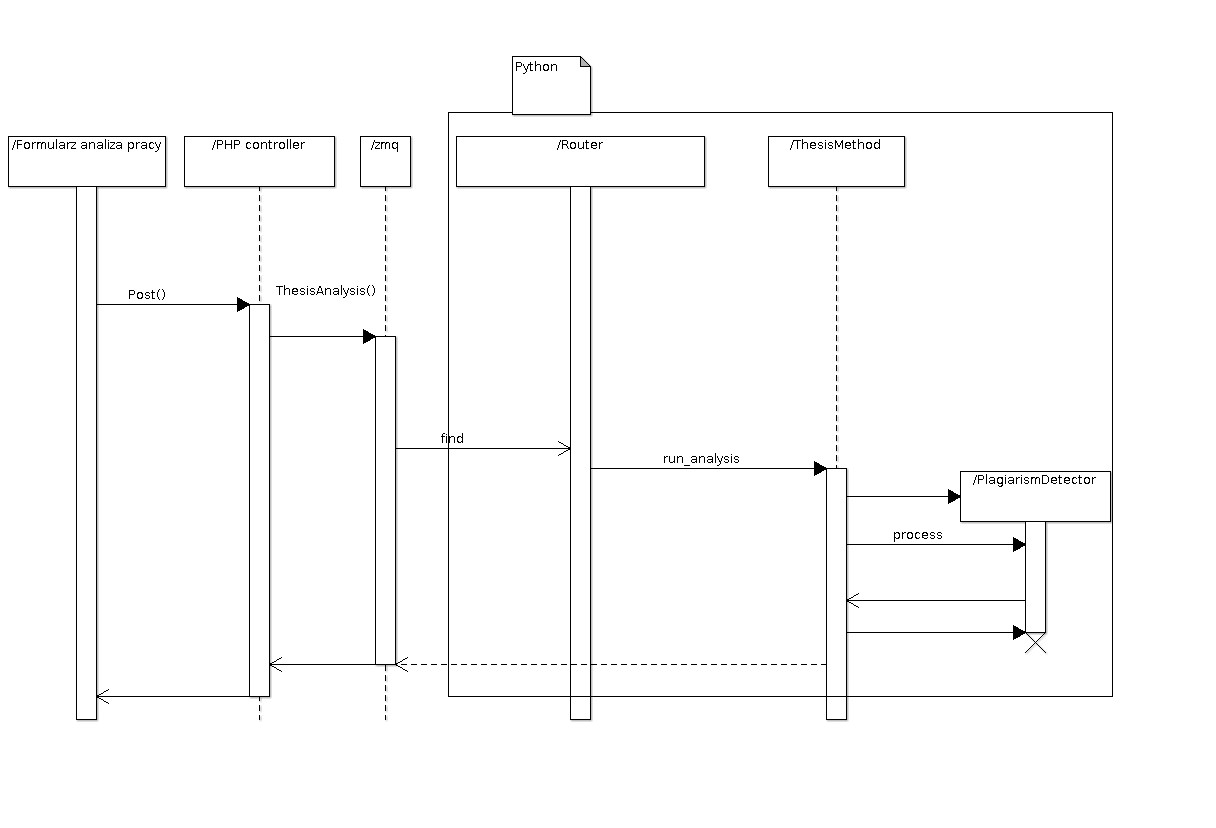 Python
/Formularz analiza pracy
/PHP controller
/zmq
/Router
/ThesisMethod
Post()
ThesisAnalysis()
find
run_analysis
/PlagiarismDetector
process